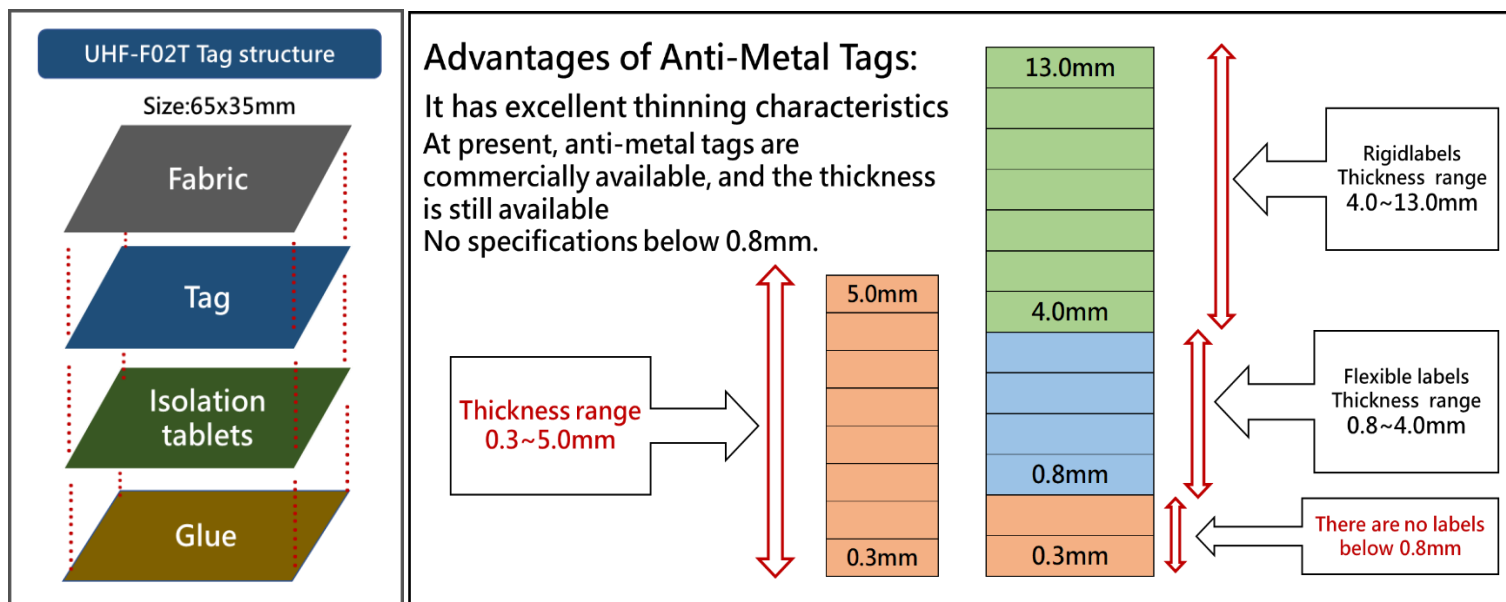 UHF-F02T Tag structure
Size:65x35mm
Fabric
Tag
Isolation
tablets
Glue
Advantages of Anti-Metal Tags:
It has excellent thinning characteristics
At present, anti-metal tags are
commercially available, and the thickness
is still available
No specifications below 0.8mm.
Thickness range
0.3~5.0mm
5.0mm
0.3mm
13.0mm
4.0mm
0.8mm
0.3mm
Rigidlabels
Thickness range
4.0~13.0mm
Flexible labels
Thickness range
0.8~4.0mm
There are no labels
below 0.8mm